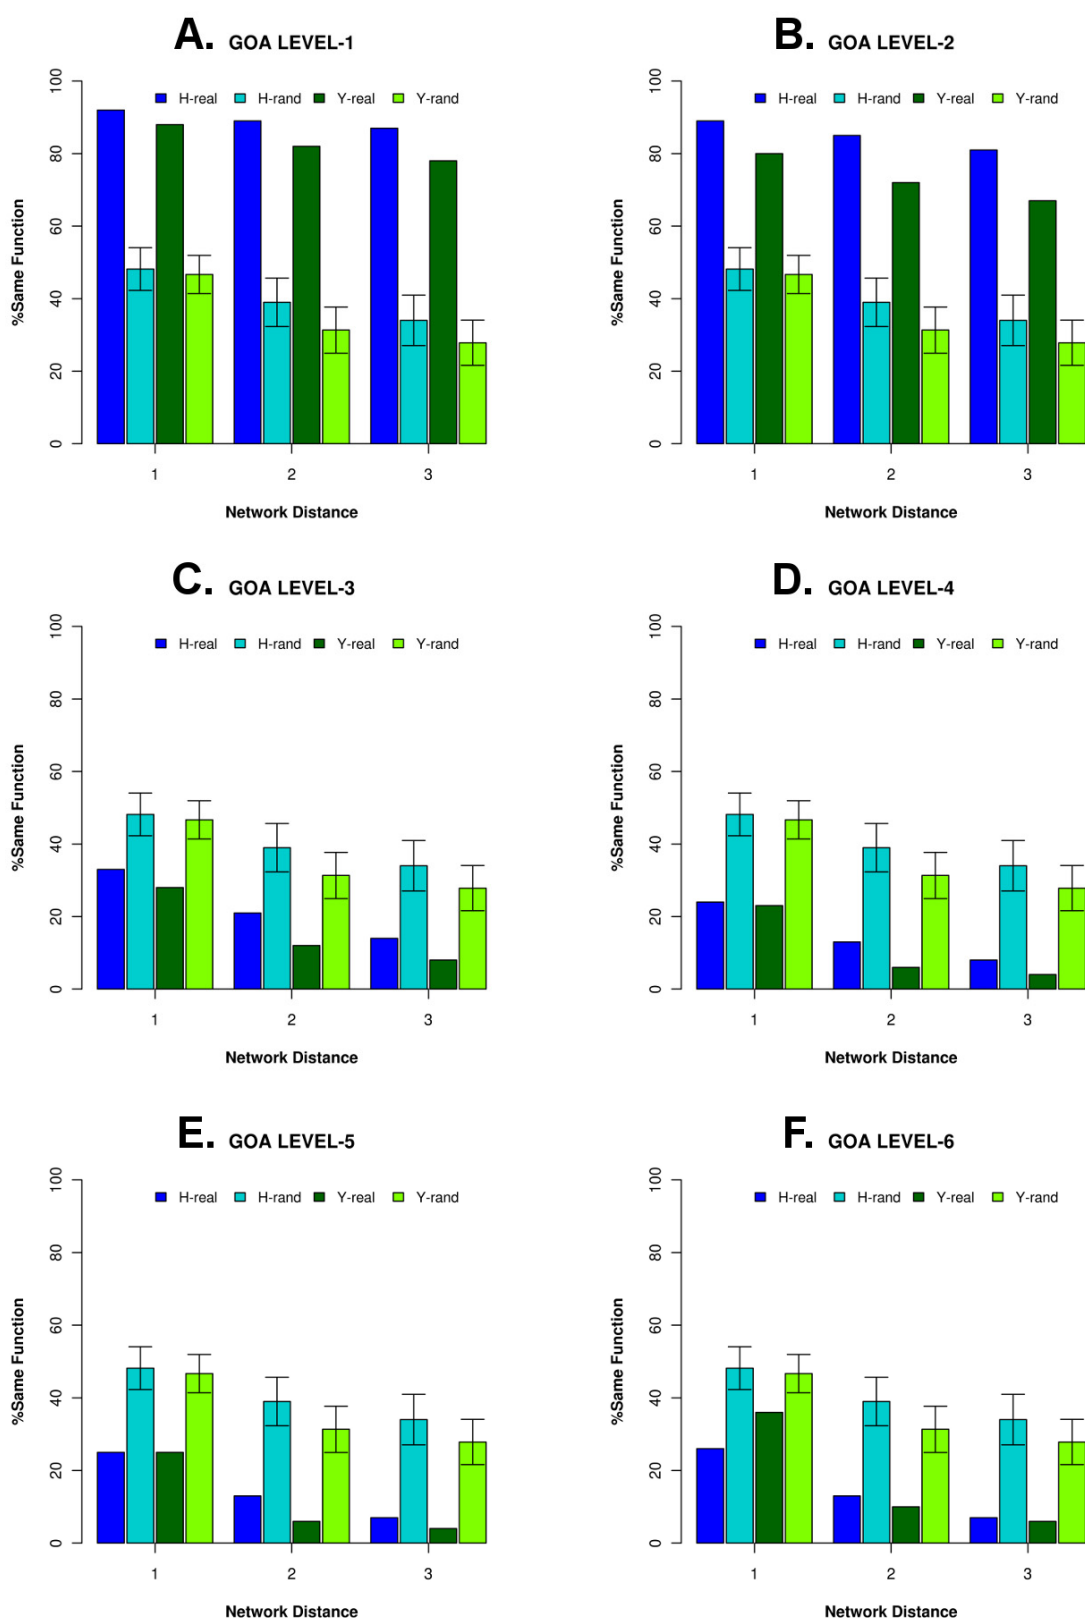 A. GOA LEVEL-1
H-real H-rand Y-real Y-rand
%Same Function
0 20 40 60 80 100
1 2 3
Network Distance
B. GOA LEVEL-2
H-real H-rand Y-real Y-rand
%Same Function
0 20 40 60 80 100
1 2 3
Network Distance
C. GOA LEVEL-3
H-real H-rand Y-real Y-rand
%Same Function
0 20 40 60 80 100
1 2 3
Network Distance
D. GOA LEVEL-4
H-real H-rand Y-real Y-rand
%Same Function
0 20 40 60 80 100
1 2 3
Network Distance
E. GOA LEVEL-5
H-real H-rand Y-real Y-rand
%Same Function
0 20 40 60 80 100
1 2 3
Network Distance
F. GOA LEVEL-6
H-real H-rand Y-real Y-rand
%Same Function
0 20 40 60 80 100
1 2 3
Network Distance